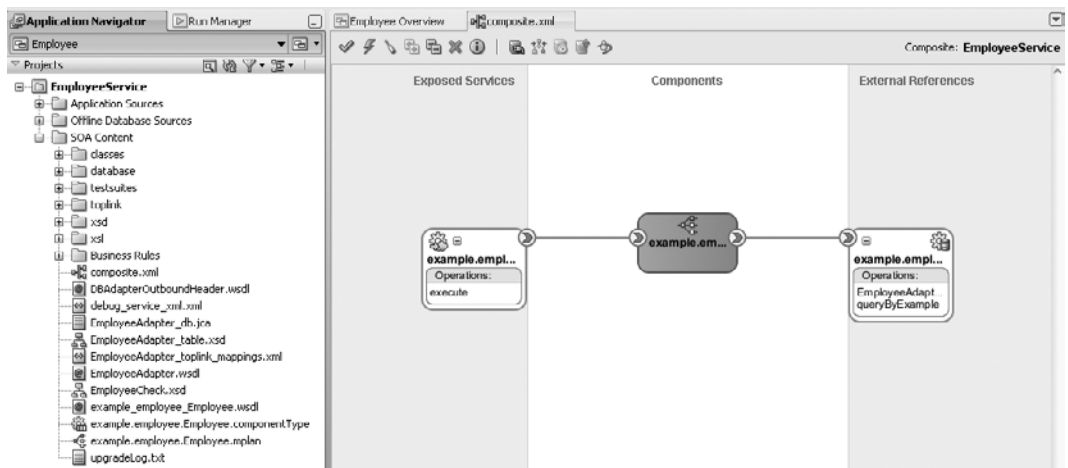 Application Navigator
Run Manager
Employee
Projects
EmployeeService
Application Sources
Offline Database Sources
SOA Content
classes
database
testsuites
toplink
xsd
xsl
Business Rules
composite.xml
DBAdapterOutboundHeader.wsdl
debug_service_xml.xml
EmployeeAdapter_db.jca
EmployeeAdapter_table.xsd
EmployeeAdapter_toplink_mappings.xml
EmployeeAdapter.wsdl
EmployeeCheck.xsd
example_employee_Employee.wsdl
example.employee.Employee.componentType
example.employee.Employee.mplan
upgradeLog.txt
Employee Overview
composite.xml
Composite: EmployeeService
Exposed Services
Components
External References
example.empl...
Operations:
execute
example.em...
example.empl...
Operations:
EmployeeAdapt...
queryByExample